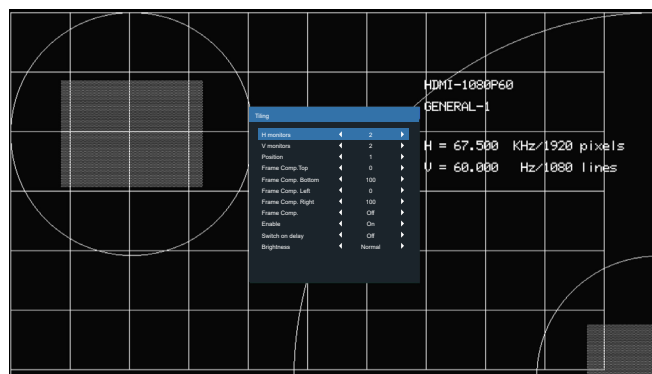 HDMI-1080P60
GENERAL-1
H = 67.500 KHz/1920 pixels
V = 60.000 Hz/1080 lines
Tiling
H monitors 2
V monitors 2
Position 1
Frame Comp.Top 0
Frame Comp. Bottom 100
Frame Comp. Left 0
Frame Comp. Right 100
Frame Comp. Off
Enable On
Switch on delay Off
Brightness Normal